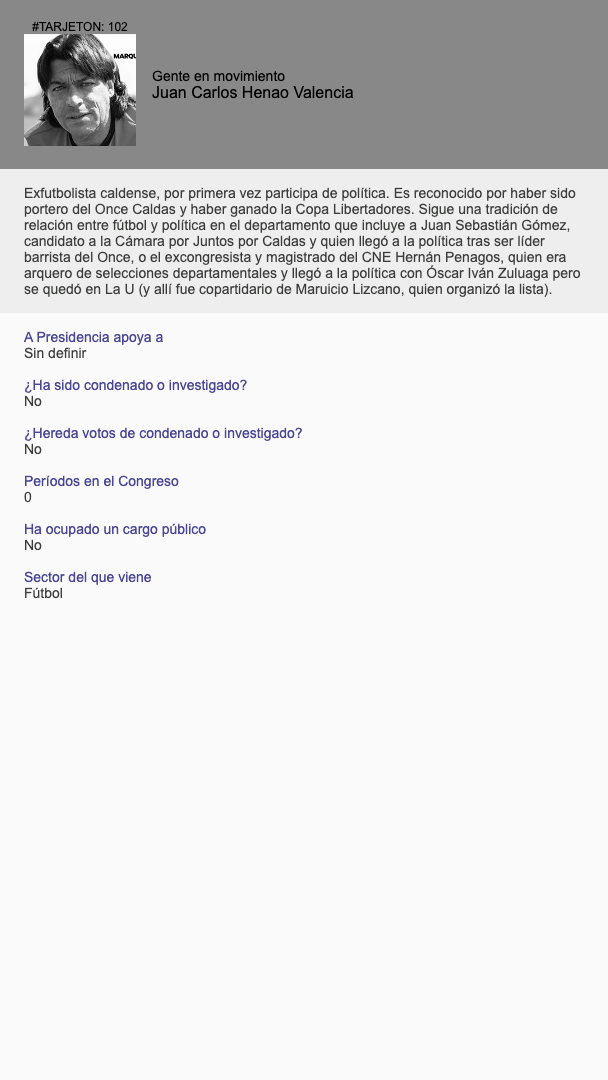 #TARJETON: 102
MARQU
Gente en movimiento
Juan Carlos Henao Valencia
Exfutbolista caldense, por primera vez participa de política. Es reconocido por haber sido
portero del Once Caldas y haber ganado la Copa Libertadores. Sigue una tradición de
relación entre fútbol y política en el departamento que incluye a Juan Sebastián Gómez,
candidato a la Cámara por Juntos por Caldas y quien llegó a la política tras ser líder
barrista del Once, o el excongresista y magistrado del CNE Hernán Penagos, quien era
arquero de selecciones departamentales y llegó a la política con Óscar Iván Zuluaga pero
se quedó en La U (y allí fue copartidario de Maruicio Lizcano, quien organizó la lista).
A Presidencia apoya a
Sin definir
¿Ha sido condenado o investigado?
No
¿Hereda votos de condenado o investigado?
No
Períodos en el Congreso
0
Ha ocupado un cargo público
No
Sector del que viene
Fútbol